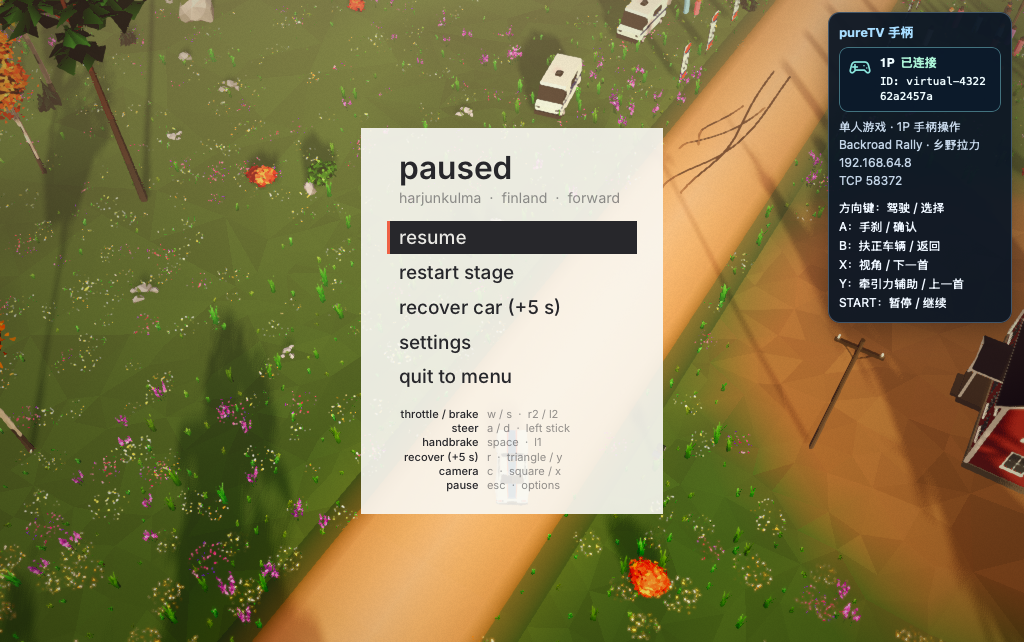 paused
harjunkulma · finland · forward
resume
restart stage
recover car (+5 s)
settings
quit to menu
throttle / brake w / s · r2 / l2
steer a / d · left stick
handbrake space · l1
recover (+5 s) r · triangle / y
camera c · square / x
pause esc · options
pureTV 手柄
1P 已连接
ID: virtual-4322
62a2457a
单人游戏 · 1P 手柄操作
Backroad Rally · 乡野拉力
192.168.64.8
TCP 58372
方向键: 驾驶 / 选择
A: 手刹 / 确认
B: 扶正车辆 / 返回
X: 视角 / 下一首
Y: 牵引力辅助 / 上一首
START: 暂停 / 继续